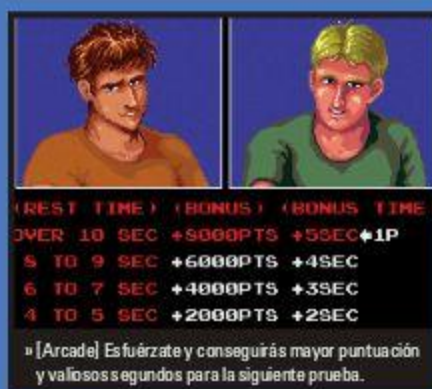 (REST TIME) (BONUS) (BONUS TIME
OVER 10 SEC +8000PTS +5SEC←1P
8 TO 9 SEC +6000PTS +4SEC
6 TO 7 SEC +4000PTS +3SEC
4 TO 5 SEC +2000PTS +2SEC
» [Arcade] Esfuérzate y conseguirás mayor puntuación
y valiosos segundos para la siguiente prueba.